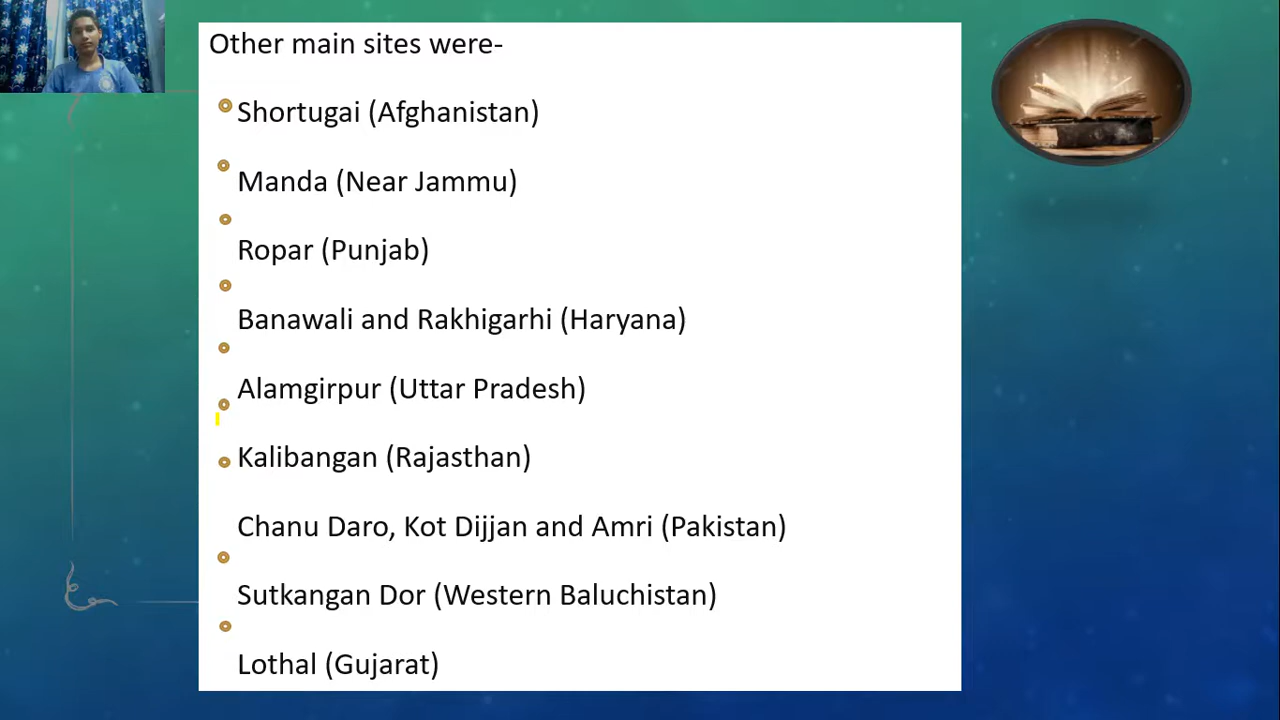 Other main sites were-
Shortugai (Afghanistan)
Manda (Near Jammu)
Ropar (Punjab)
Banawali and Rakhigarhi (Haryana)
Alamgirpur (Uttar Pradesh)
Kalibangan (Rajasthan)
Chanu Daro, Kot Dijjan and Amri (Pakistan)
Sutkangan Dor (Western Baluchistan)
Lothal (Gujarat)